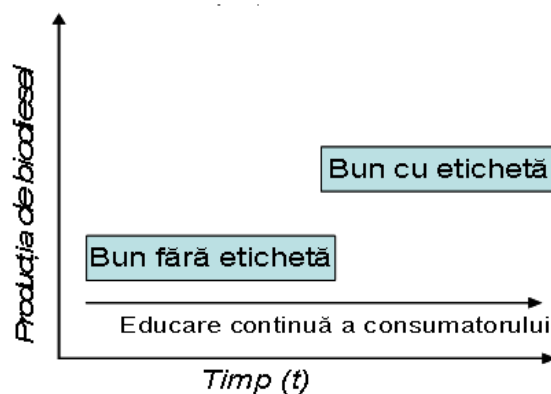 Producția de biodiesel
Bun cu etichetă
Bun fără etichetă
Educare continuă a consumatorului
Timp (t)